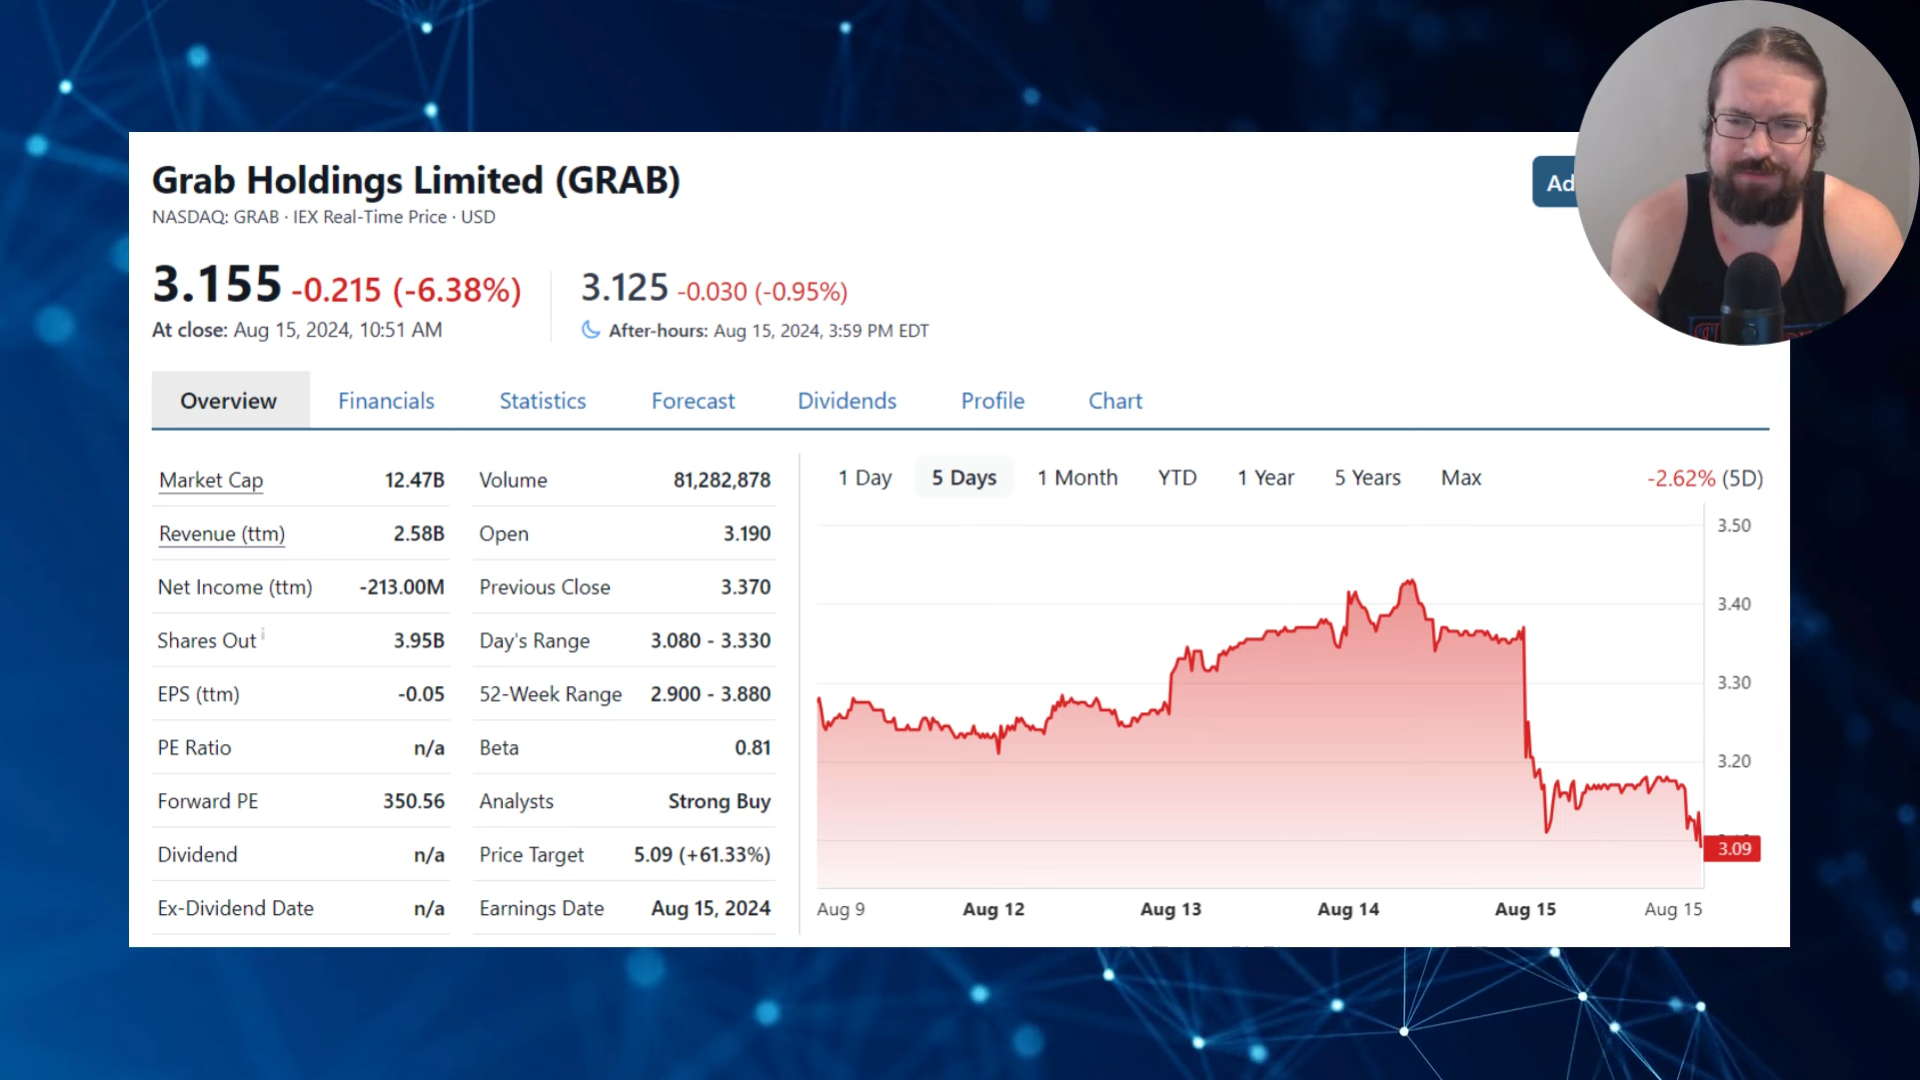 Grab Holdings Limited (GRAB)
NASDAQ: GRAB · IEX Real-Time Price · USD
Ad
3.155 -0.215 (-6.38%)
At close: Aug 15, 2024, 10:51 AM
3.125 -0.030 (-0.95%)
After-hours: Aug 15, 2024, 3:59 PM EDT
Overview Financials Statistics Forecast Dividends Profile Chart
Market Cap 12.47B
Revenue (ttm) 2.58B
Net Income (ttm) -213.00M
Shares Out i 3.95B
EPS (ttm) -0.05
PE Ratio n/a
Forward PE 350.56
Dividend n/a
Ex-Dividend Date n/a
Volume 81,282,878
Open 3.190
Previous Close 3.370
Day's Range 3.080 - 3.330
52-Week Range 2.900 - 3.880
Beta 0.81
Analysts Strong Buy
Price Target 5.09 (+61.33%)
Earnings Date Aug 15, 2024
1 Day 5 Days 1 Month YTD 1 Year 5 Years Max -2.62% (5D)
3.50
3.40
3.30
3.20
3.09
Aug 9 Aug 12 Aug 13 Aug 14 Aug 15 Aug 15